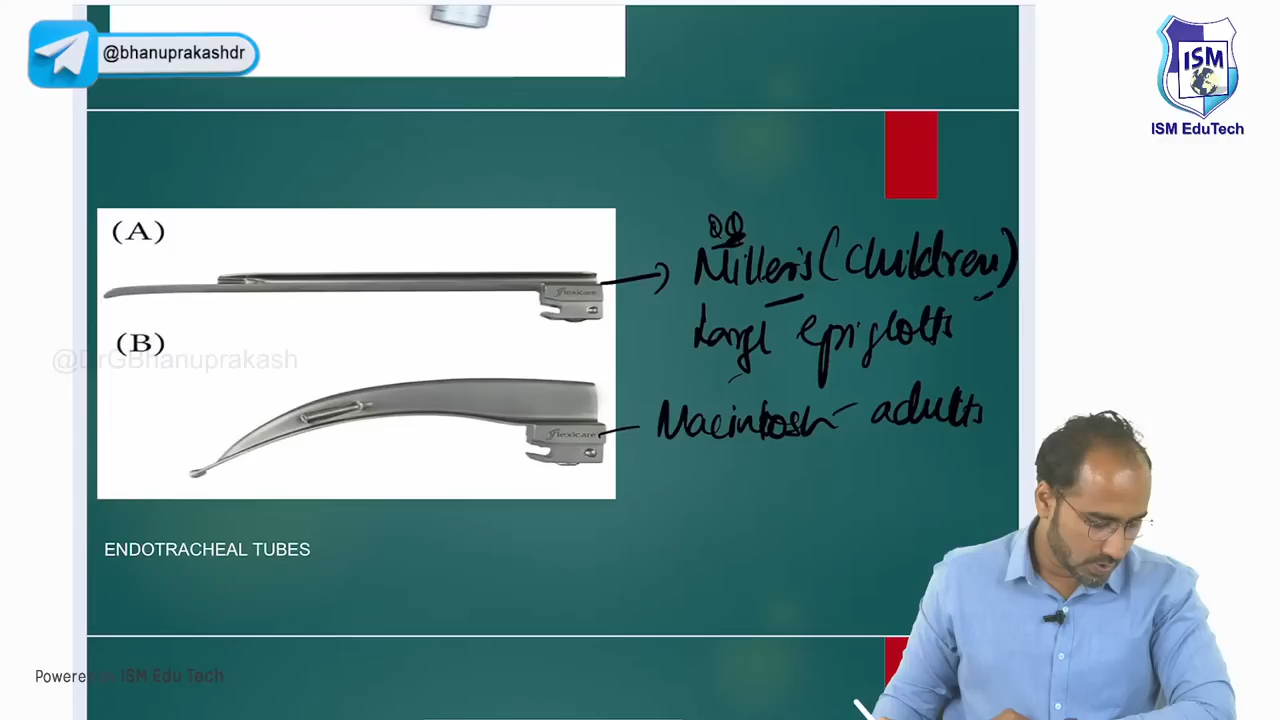 @bhanuprakashdr
ISM
ISM EduTech
(A)
flexicare
Miller's (children)
Large epiglotts
(B)
@DrGBhanuprakash
flexicare
Macintosh - adults
ENDOTRACHEAL TUBES
Powered by ISM Edu Tech